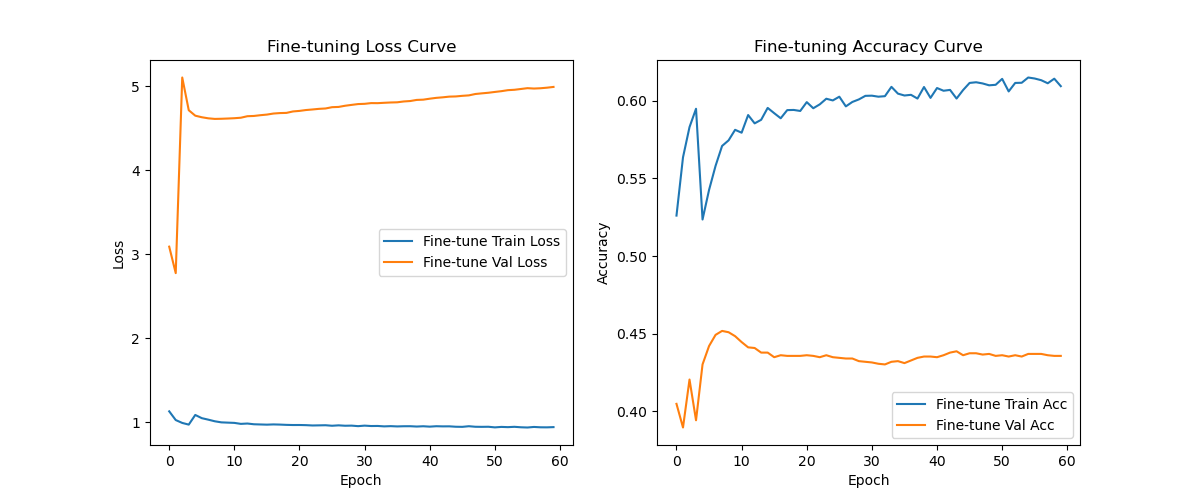 Fine-tuning Loss Curve
5
4
3
2
1
Loss
Fine-tune Train Loss
Fine-tune Val Loss
0 10 20 30 40 50 60
Epoch
Fine-tuning Accuracy Curve
0.60
0.55
0.50
0.45
0.40
Accuracy
Fine-tune Train Acc
Fine-tune Val Acc
0 10 20 30 40 50 60
Epoch